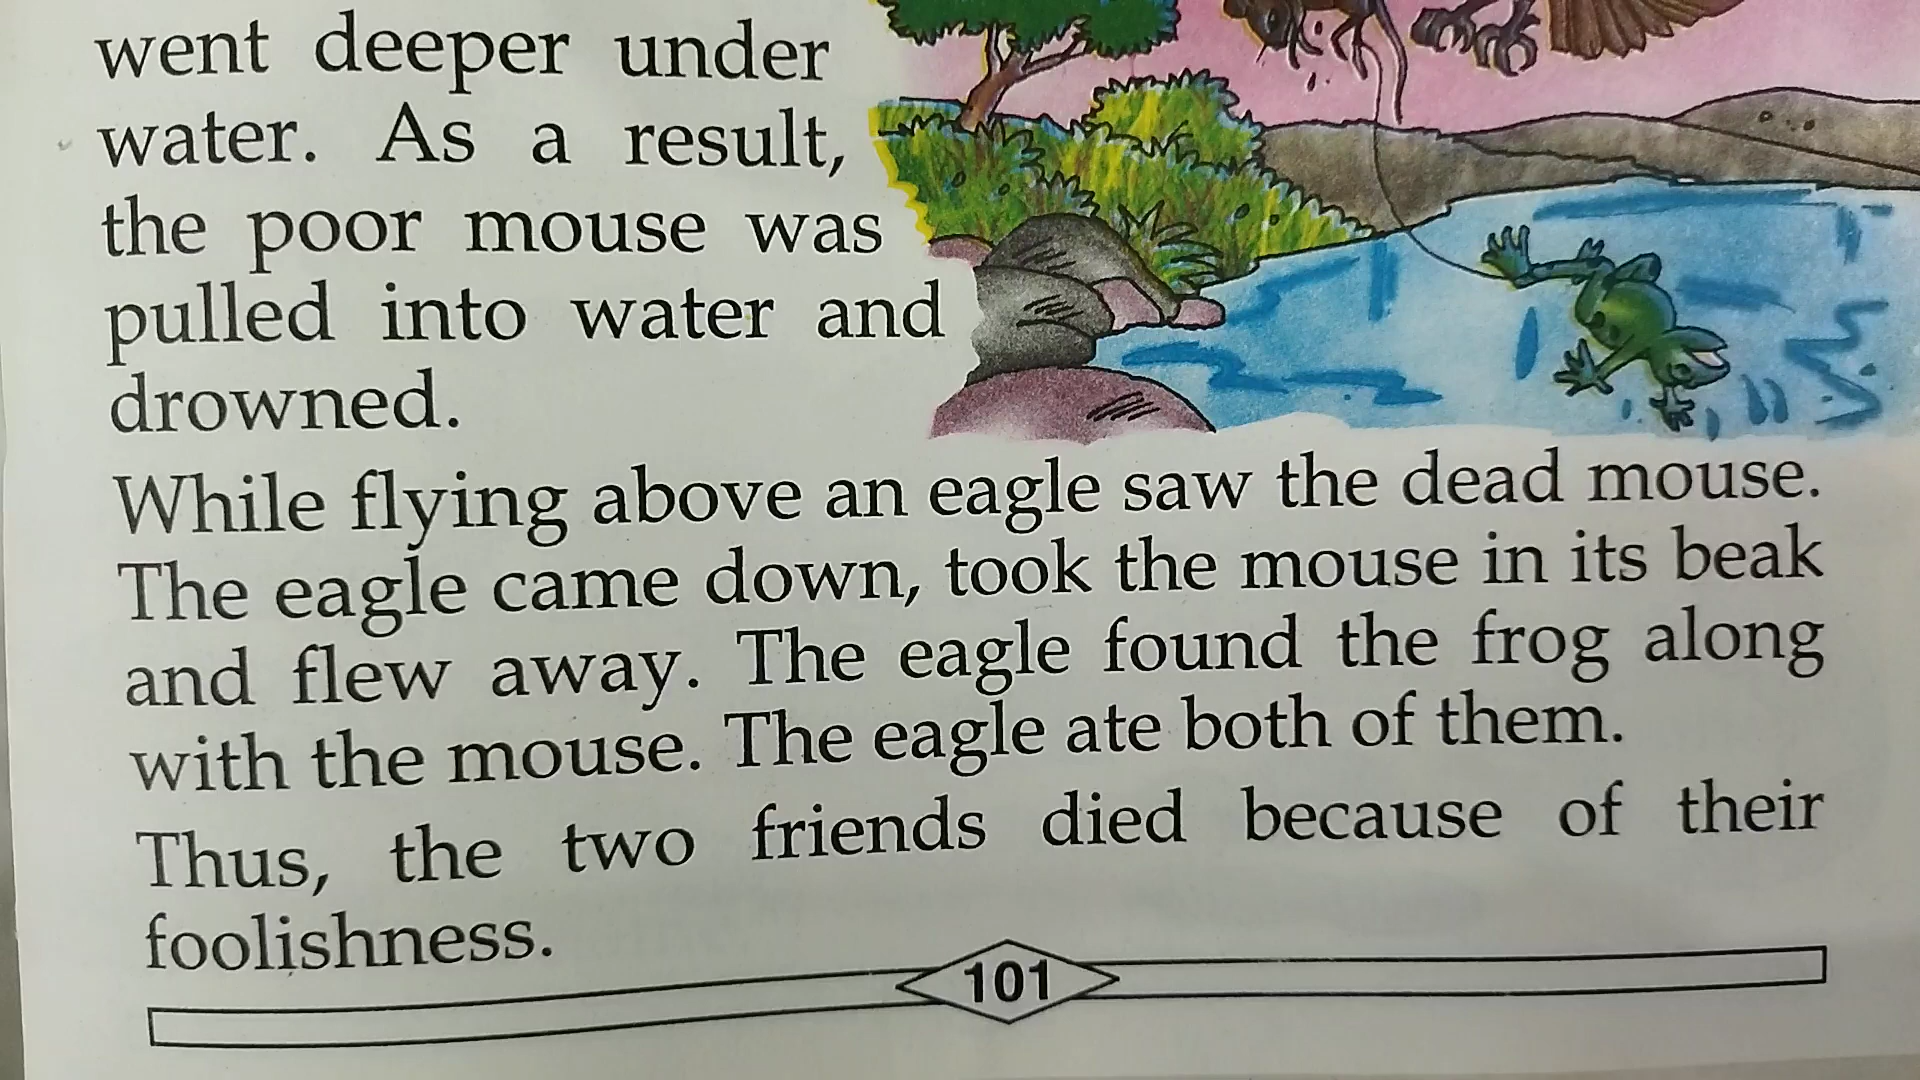 went deeper under
water. As a result,
the poor mouse was
pulled into water and
drowned.
While flying above an eagle saw the dead mouse.
The eagle came down, took the mouse in its beak
and flew away. The eagle found the frog along
with the mouse. The eagle ate both of them.
Thus, the two friends died because of their
foolishness.
101